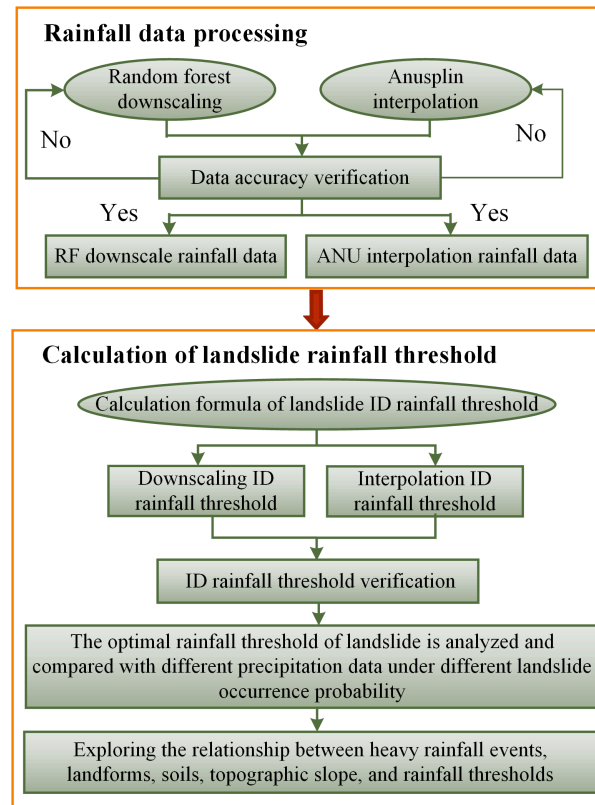 Rainfall data processing
Random forest
downscaling
Anusplin
interpolation
No
No
Data accuracy verification
Yes
Yes
RF downscale rainfall data
ANU interpolation rainfall data
Calculation of landslide rainfall threshold
Calculation formula of landslide ID rainfall threshold
Downscaling ID
rainfall threshold
Interpolation ID
rainfall threshold
ID rainfall threshold verification
The optimal rainfall threshold of landslide is analyzed and
compared with different precipitation data under different landslide
occurrence probability
Exploring the relationship between heavy rainfall events,
landforms, soils, topographic slope, and rainfall thresholds